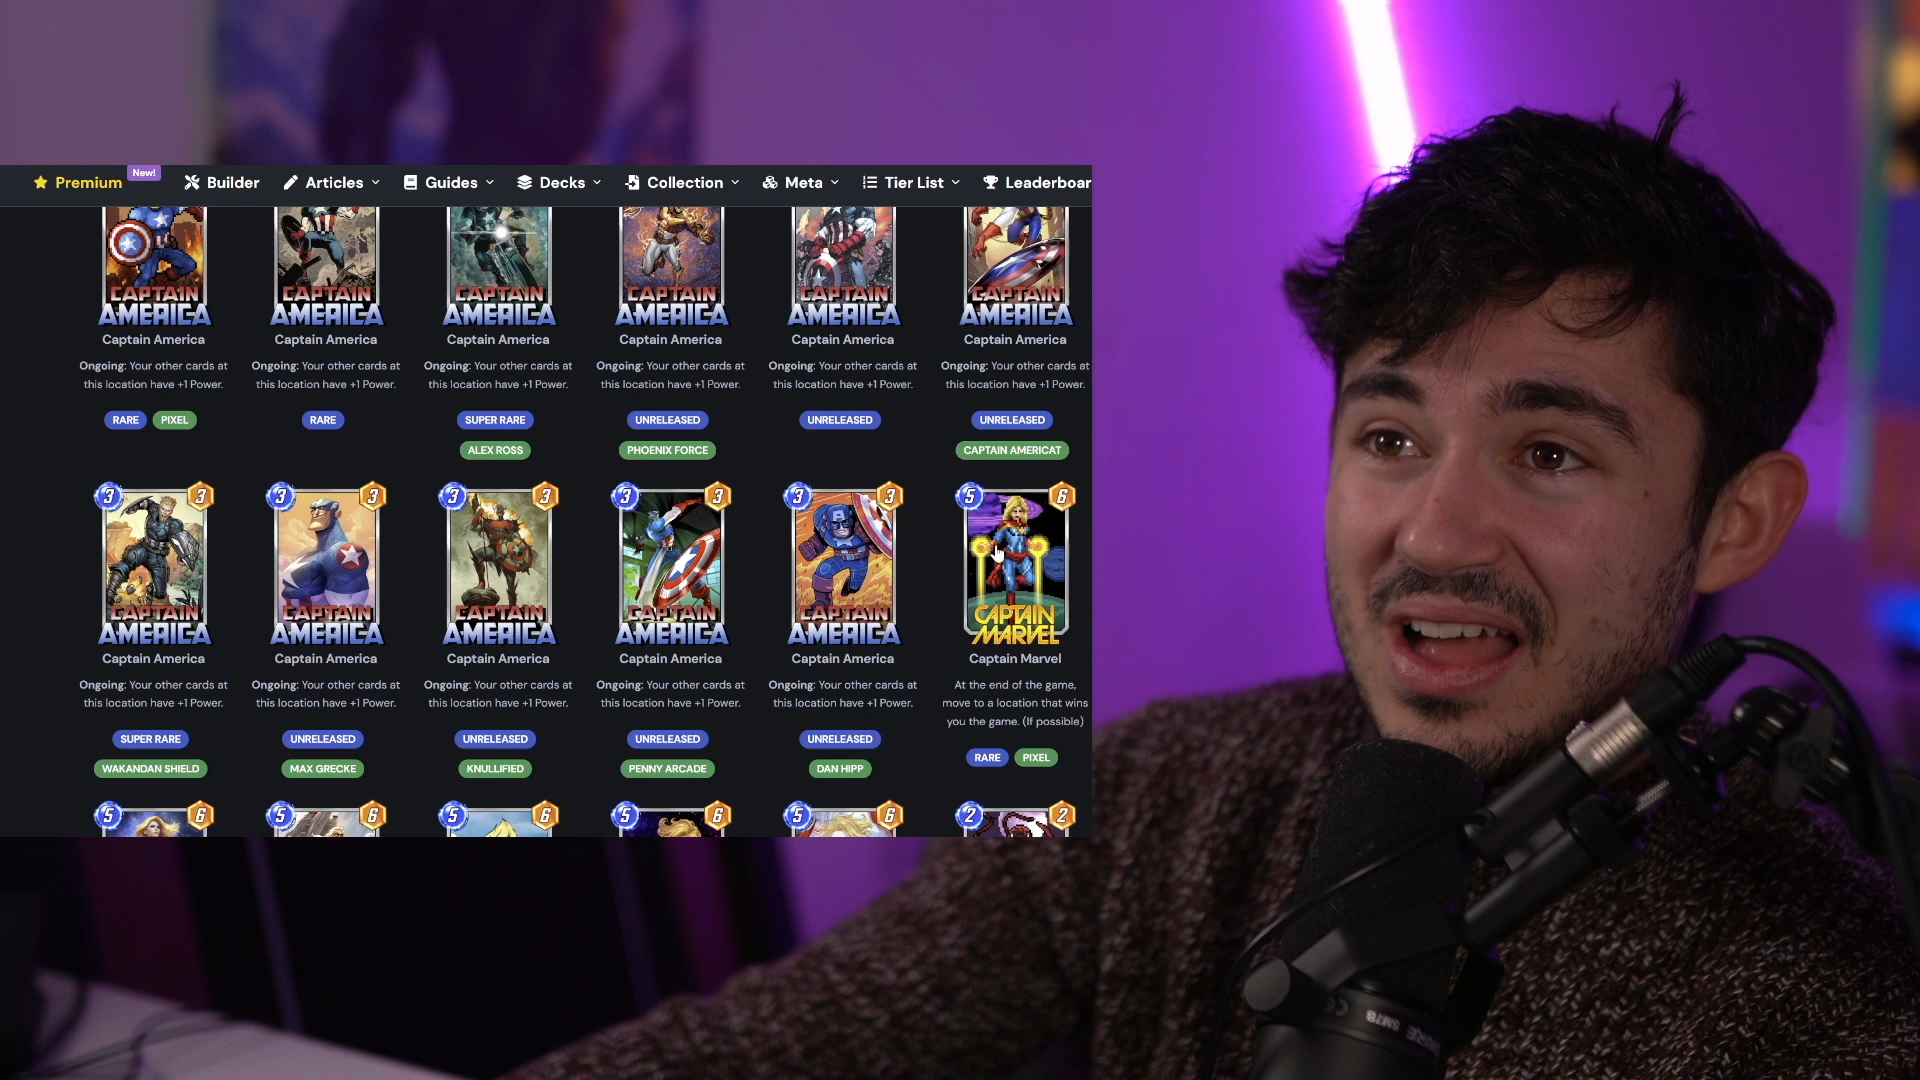 Premium New! Builder Articles Guides Decks Collection Meta Tier List Leaderboar
CAPTAIN AMERICA CAPTAIN AMERICA CAPTAIN AMERICA CAPTAIN AMERICA CAPTAIN AMERICA CAPTAIN AMERICA
Captain America Captain America Captain America Captain America Captain America Captain America
Ongoing: Your other cards at Ongoing: Your other cards at Ongoing: Your other cards at Ongoing: Your other cards at Ongoing: Your other cards at Ongoing: Your other cards at
this location have +1 Power. this location have +1 Power. this location have +1 Power. this location have +1 Power. this location have +1 Power. this location have +1 Power.
RARE PIXEL RARE SUPER RARE UNRELEASED UNRELEASED UNRELEASED
ALEX ROSS PHOENIX FORCE CAPTAIN AMERICAT
3 3 3 3 3 3 3 3 3 3 5 6
CAPTAIN AMERICA CAPTAIN AMERICA CAPTAIN AMERICA CAPTAIN AMERICA CAPTAIN AMERICA CAPTAIN MARVEL
Captain America Captain America Captain America Captain America Captain America Captain Marvel
Ongoing: Your other cards at Ongoing: Your other cards at Ongoing: Your other cards at Ongoing: Your other cards at Ongoing: Your other cards at At the end of the game,
this location have +1 Power. this location have +1 Power. this location have +1 Power. this location have +1 Power. this location have +1 Power. move to a location that wins
you the game. (If possible)
SUPER RARE UNRELEASED UNRELEASED UNRELEASED UNRELEASED RARE PIXEL
WAKANDAN SHIELD MAX GRECKE KNULLIFIED PENNY ARCADE DAN HIPP
5 6 5 6 5 6 5 6 5 6 2 2
SM7B